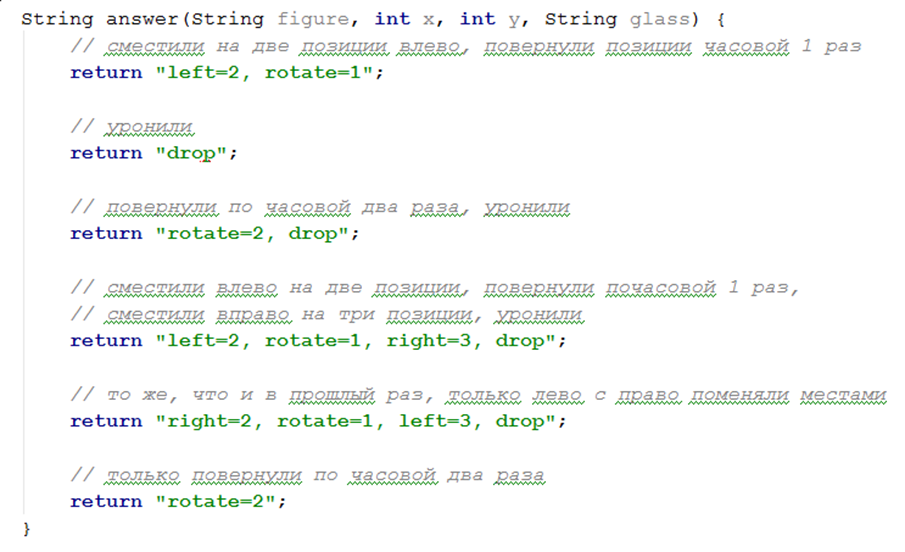 String answer(String figure, int x, int y, String glass) {
// сместили на две позиции влево, повернули позиции часовой 1 раз
return "left=2, rotate=1";
// уронили
return "drop";
// повернули по часовой два раза, уронили
return "rotate=2, drop";
// сместили влево на две позиции, повернули почасовой 1 раз,
// сместили вправо на три позиции, уронили
return "left=2, rotate=1, right=3, drop";
// то же, что и в прошлый раз, только лево с право поменяли местами
return "right=2, rotate=1, left=3, drop";
// только повернули по часовой два раза
return "rotate=2";
}